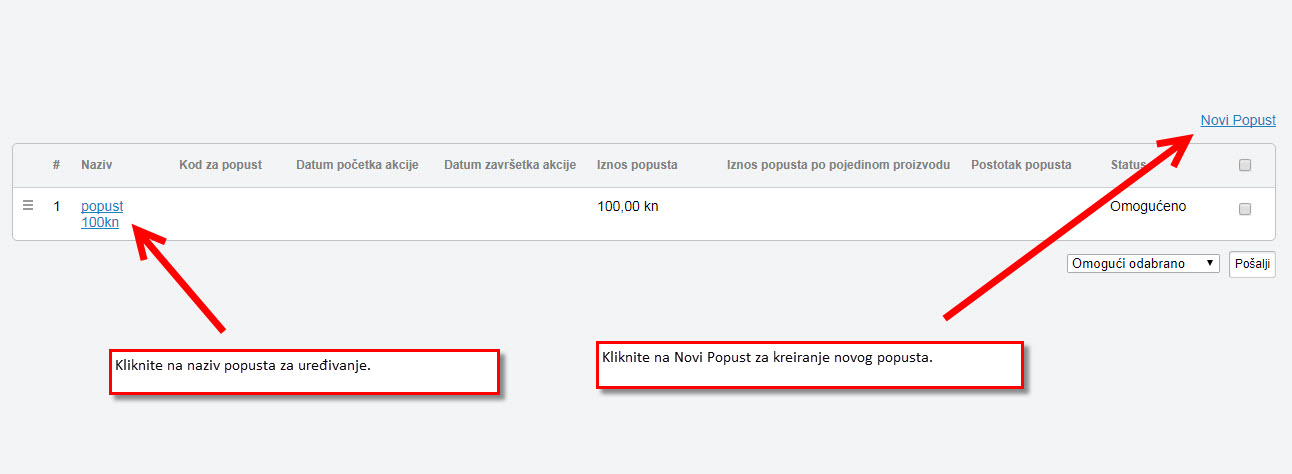 Novi Popust
# Naziv Kod za popust Datum početka akcije Datum završetka akcije Iznos popusta Iznos popusta po pojedinom proizvodu Postotak popusta Status
1 popust 100,00 kn Omogućeno
100kn
Omogući odabrano Pošalji
Kliknite na naziv popusta za uređivanje.
Kliknite na Novi Popust za kreiranje novog popusta.